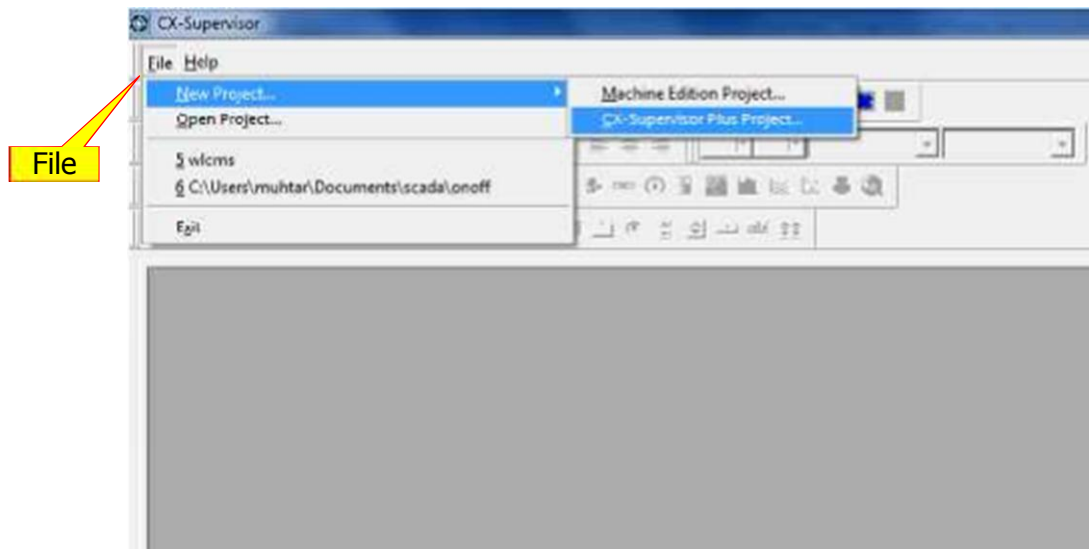 CX-Supervisor
File Help
New Project...
Open Project...
5 wlcms
6 C:\Users\muhtar\Documents\scada\onoff
Exit
Machine Edition Project...
CX-Supervisor Plus Project...
File